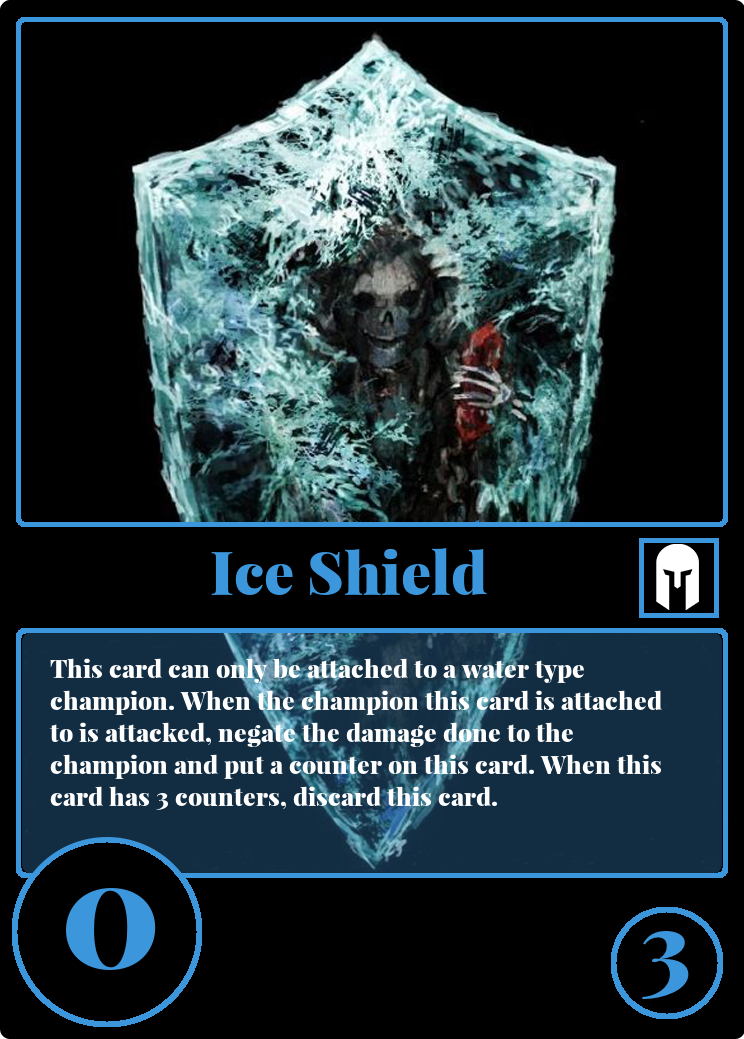 Ice Shield
This card can only be attached to a water type
champion. When the champion this card is attached
to is attacked, negate the damage done to the
champion and put a counter on this card. When this
card has 3 counters, discard this card.
0
3